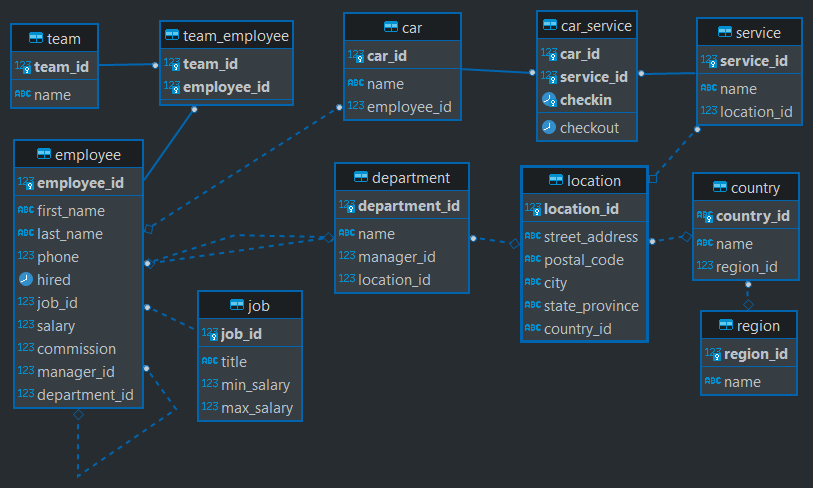 team
123 team_id
ABC name
team_employee
123 team_id
123 employee_id
car
123 car_id
ABC name
123 employee_id
car_service
123 car_id
123 service_id
checkin
checkout
service
123 service_id
ABC name
123 location_id
employee
123 employee_id
ABC first_name
ABC last_name
123 phone
hired
123 job_id
123 salary
123 commission
123 manager_id
123 department_id
job
123 job_id
ABC title
123 min_salary
123 max_salary
department
123 department_id
ABC name
123 manager_id
123 location_id
location
123 location_id
ABC street_address
ABC postal_code
ABC city
ABC state_province
ABC country_id
country
ABC country_id
ABC name
123 region_id
region
123 region_id
ABC name